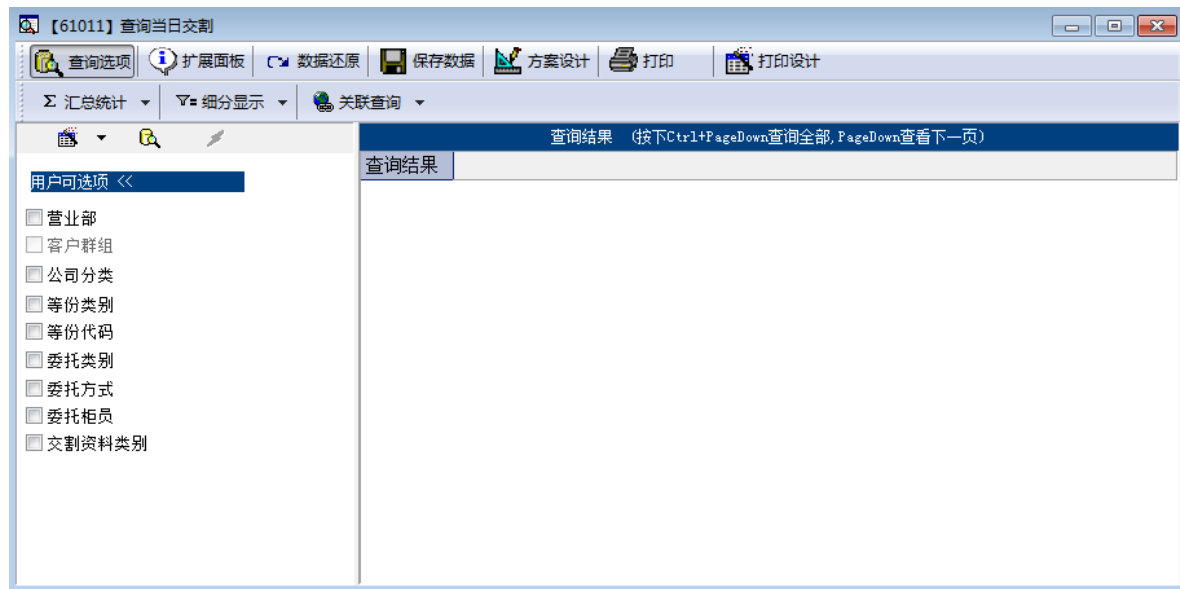 【61011】查询当日交割
查询选项 扩展面板 数据还原 保存数据 方案设计 打印 打印设计
Σ 汇总统计 细分显示 关联查询
查询结果 (按下Ctrl+PageDown查询全部,PageDown查看下一页)
查询结果
用户可选项 <<
营业部
客户群组
公司分类
等份类别
等份代码
委托类别
委托方式
委托柜员
交割资料类别